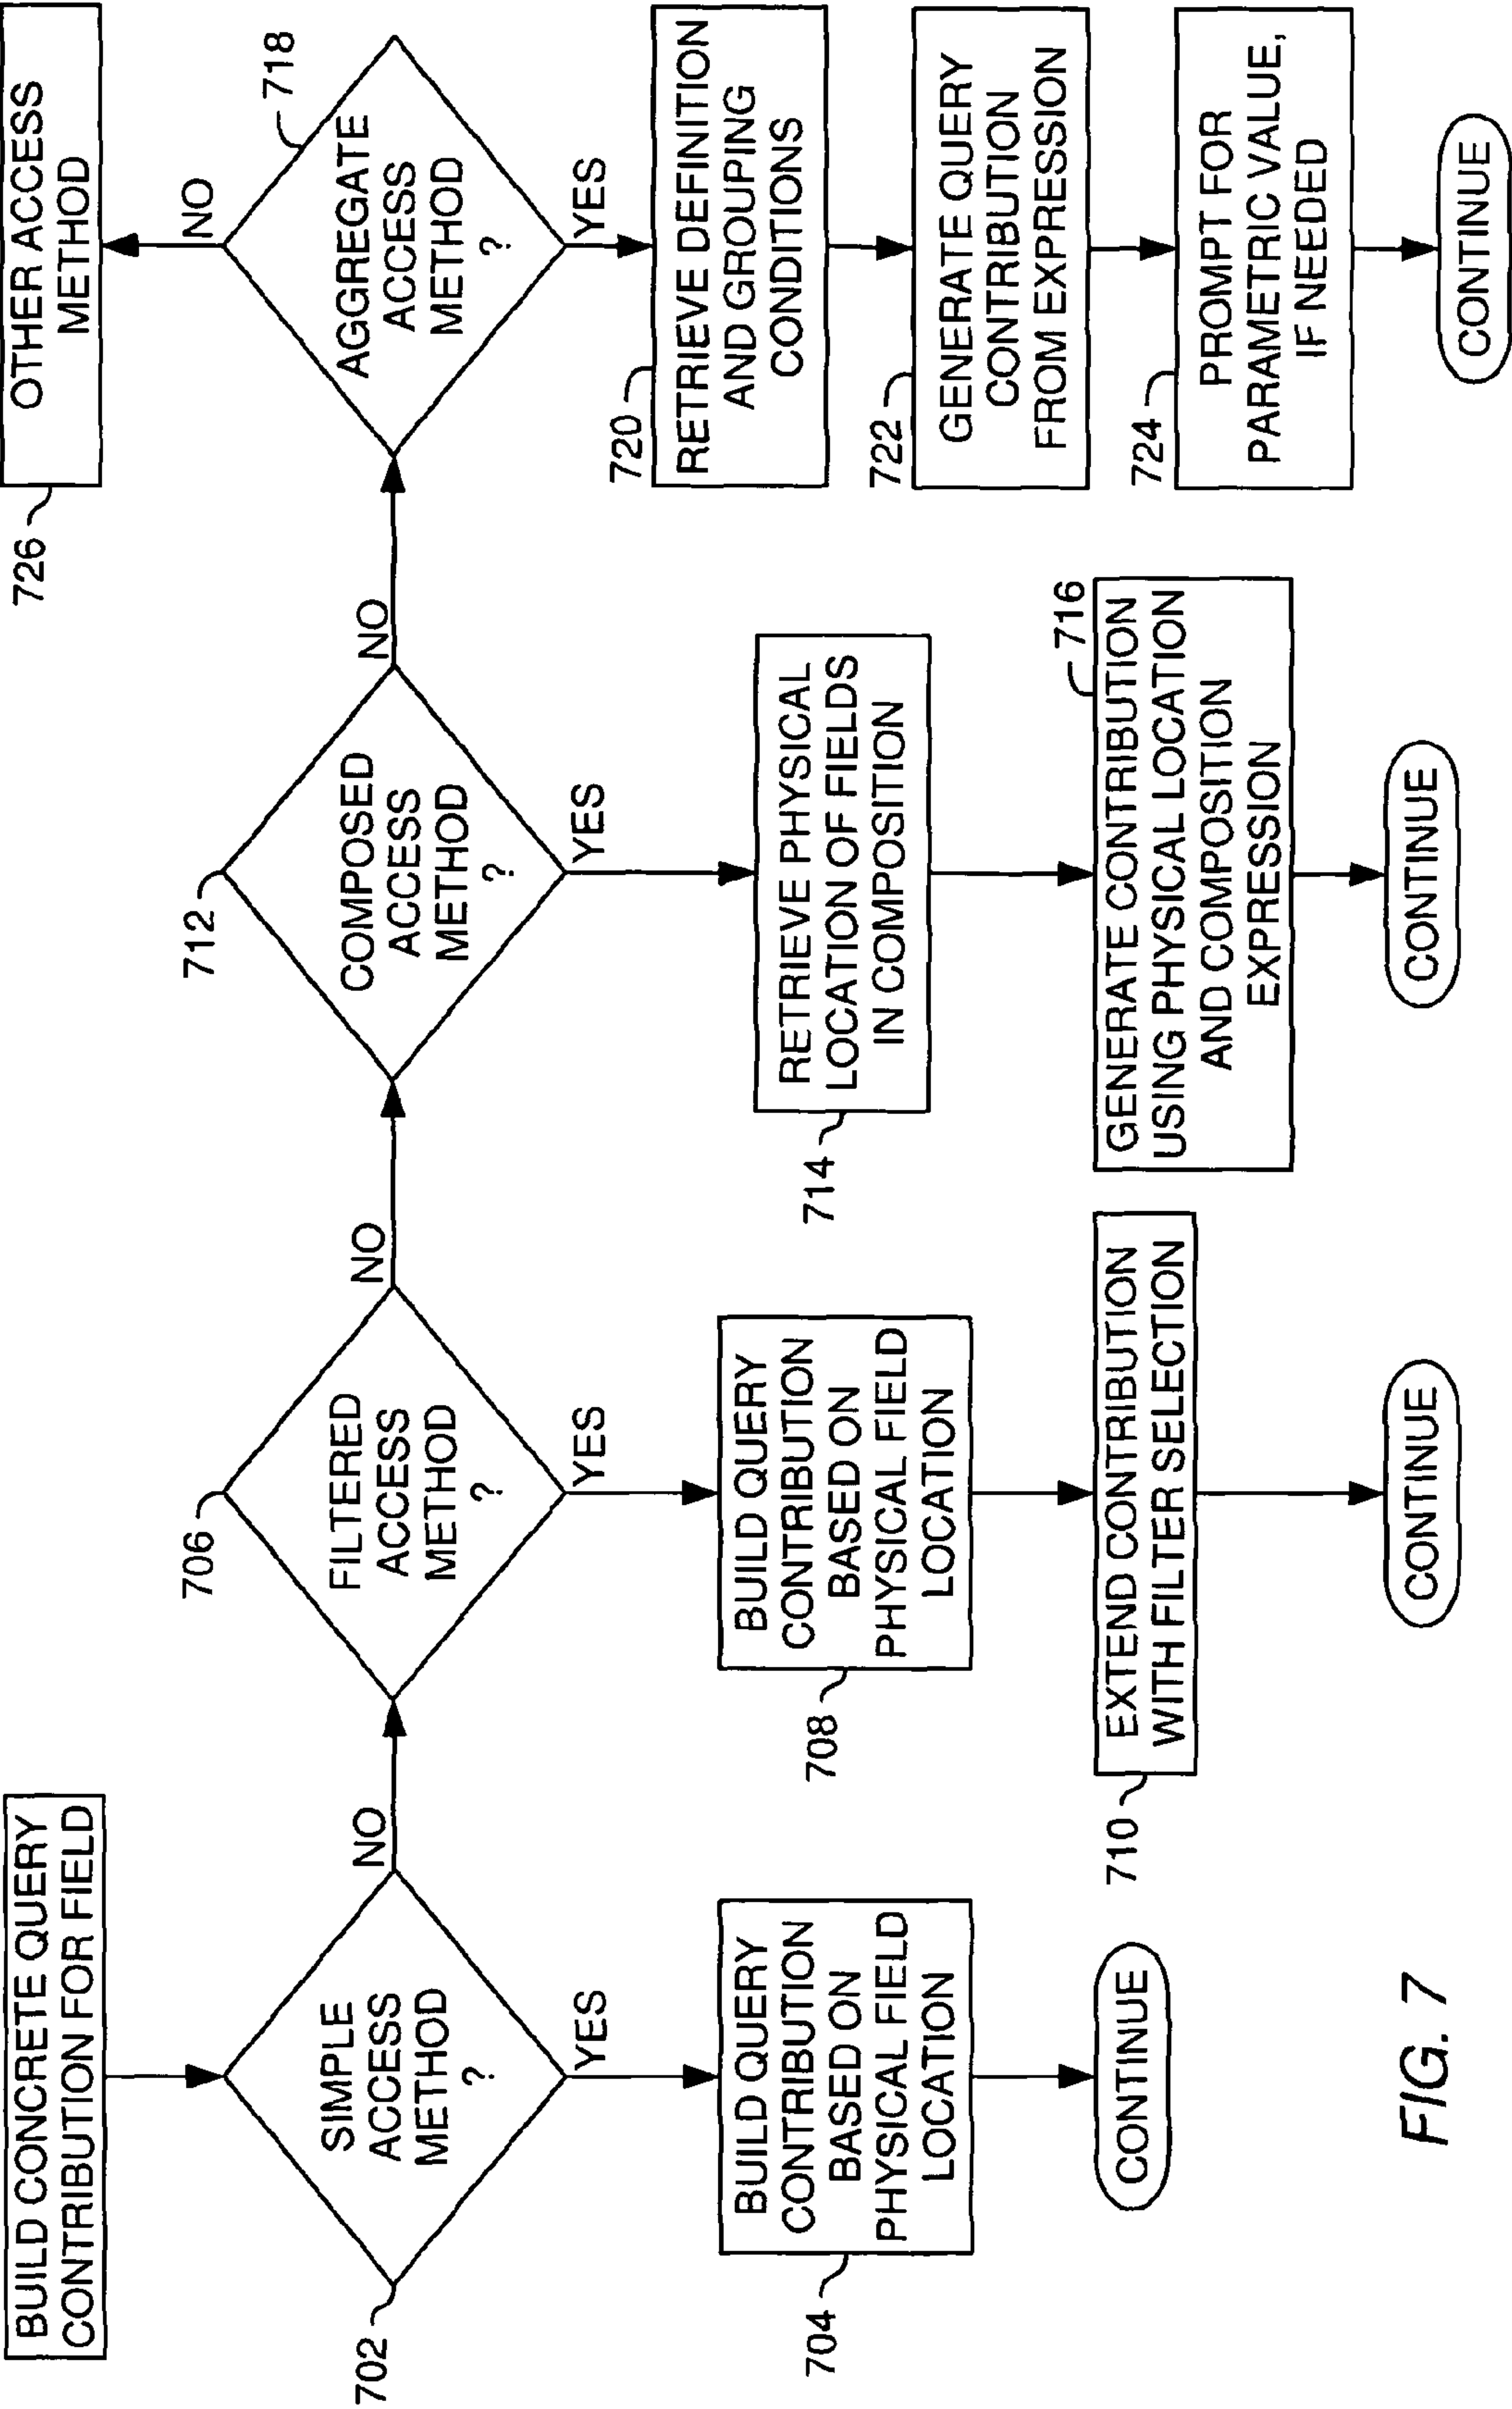 BUILD CONCRETE QUERY
CONTRIBUTION FOR FIELD
702
SIMPLE
ACCESS
METHOD
?
NO
YES
704
BUILD QUERY
CONTRIBUTION
BASED ON
PHYSICAL FIELD
LOCATION
CONTINUE
706
FILTERED
ACCESS
METHOD
?
NO
YES
708
BUILD QUERY
CONTRIBUTION
BASED ON
PHYSICAL FIELD
LOCATION
710
EXTEND CONTRIBUTION
WITH FILTER SELECTION
CONTINUE
712
COMPOSED
ACCESS
METHOD
?
NO
YES
714
RETRIEVE PHYSICAL
LOCATION OF FIELDS
IN COMPOSITION
716
GENERATE CONTRIBUTION
USING PHYSICAL LOCATION
AND COMPOSITION
EXPRESSION
CONTINUE
726
OTHER ACCESS
METHOD
NO
718
AGGREGATE
ACCESS
METHOD
?
YES
720
RETRIEVE DEFINITION
AND GROUPING
CONDITIONS
722
GENERATE QUERY
CONTRIBUTION
FROM EXPRESSION
724
PROMPT FOR
PARAMETRIC VALUE,
IF NEEDED
CONTINUE
FIG. 7